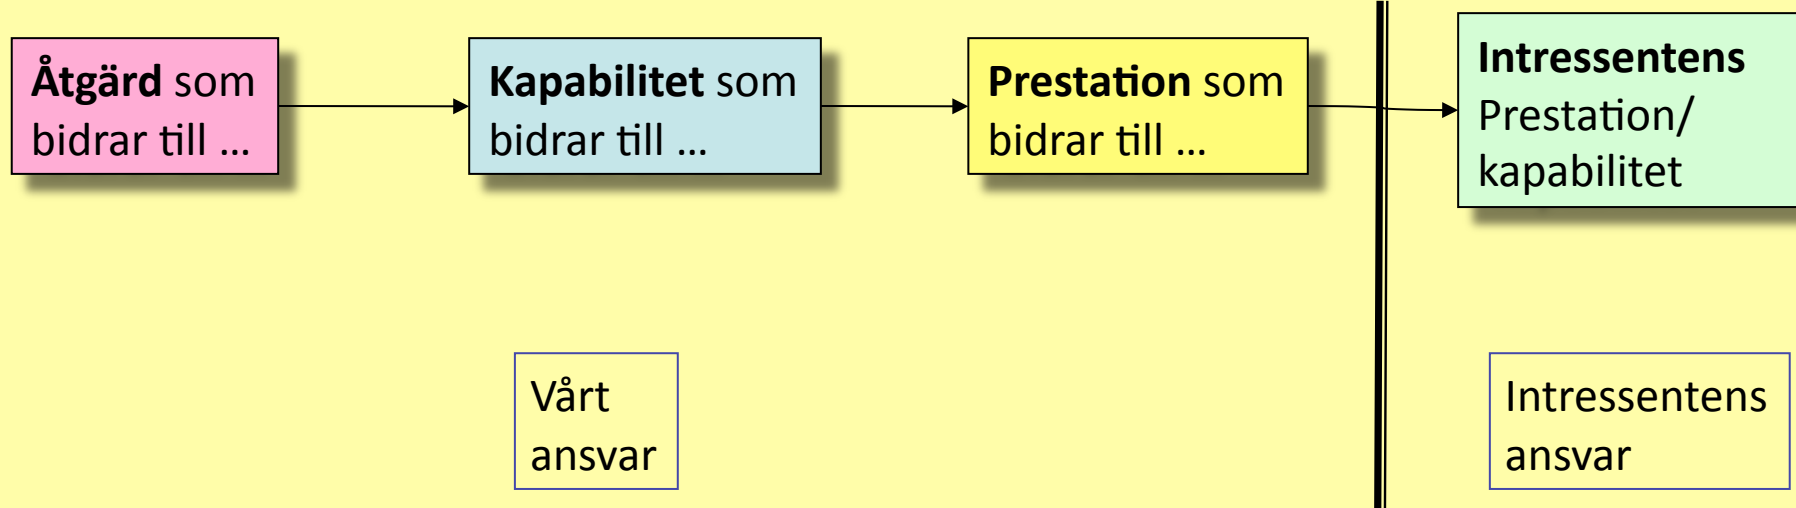 Åtgärd som
bidrar till ...
Kapabilitet som
bidrar till ...
Prestation som
bidrar till ...
Intressentens
Prestation/
kapabilitet
Vårt
ansvar
Intressentens
ansvar